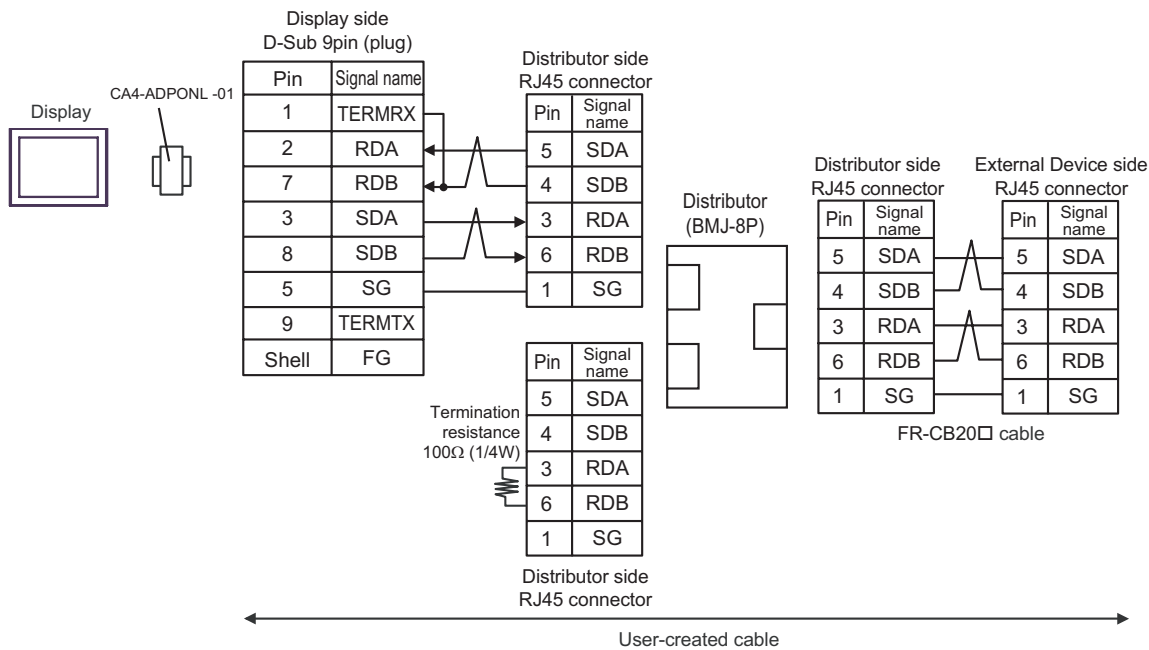 Display side
D-Sub 9pin (plug)
Pin Signal name
1 TERMRX
2 RDA
7 RDB
3 SDA
8 SDB
5 SG
9 TERMTX
Shell FG
Display
CA4-ADPONL -01
Distributor side
RJ45 connector
Pin Signal
name
5 SDA
4 SDB
3 RDA
6 RDB
1 SG
Termination
resistance
100Ω (1/4W)
Pin Signal
name
5 SDA
4 SDB
3 RDA
6 RDB
1 SG
Distributor side
RJ45 connector
Distributor
(BMJ-8P)
Distributor side
RJ45 connector
Pin Signal
name
5 SDA
4 SDB
3 RDA
6 RDB
1 SG
External Device side
RJ45 connector
Pin Signal
name
5 SDA
4 SDB
3 RDA
6 RDB
1 SG
FR-CB20□ cable
User-created cable